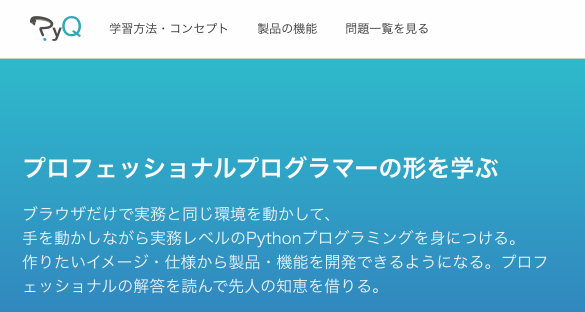 PyQ 学習方法・コンセプト 製品の機能 問題一覧を見る
プロフェッショナルプログラマーの形を学ぶ
ブラウザだけで実務と同じ環境を動かして、
手を動かしながら実務レベルのPythonプログラミングを身につける。
作りたいイメージ・仕様から製品・機能を開発できるようになる。プロフ
ェッショナルの解答を読んで先人の知恵を借りる。